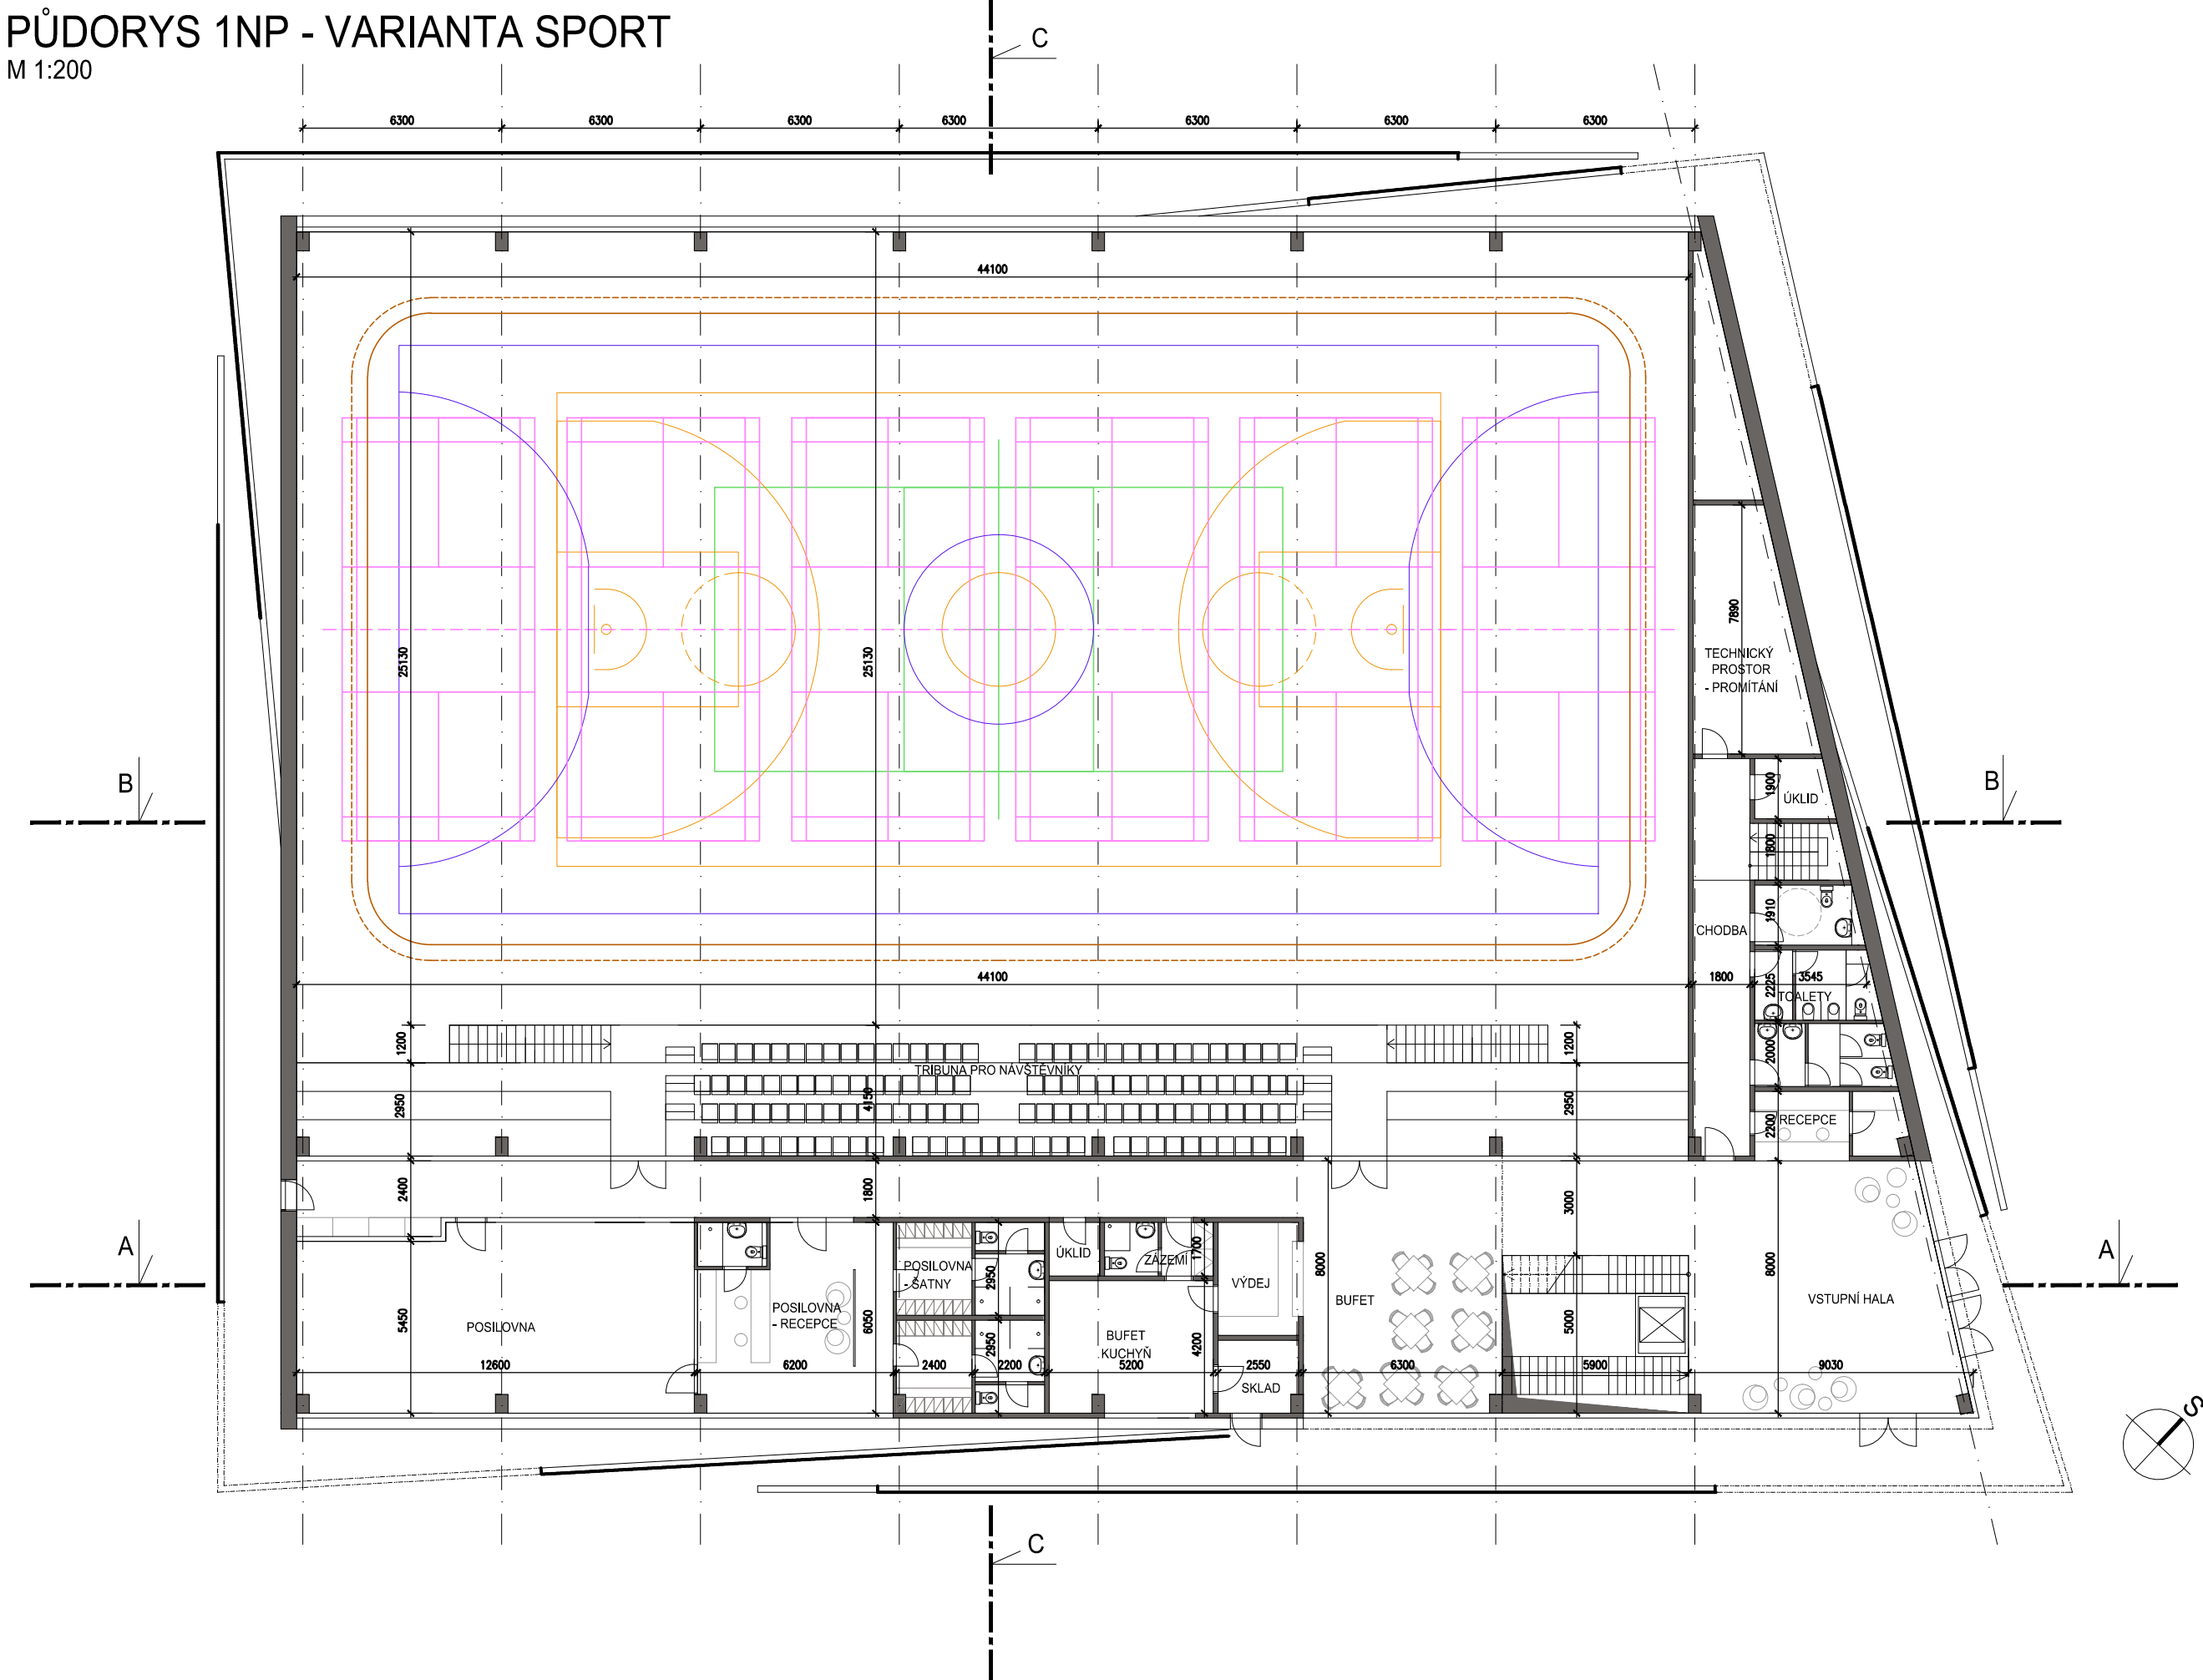 PŮDORYS 1NP - VARIANTA SPORT
M 1:200
C
6300 6300 6300 6300 6300 6300 6300
44100
25130 25130
7890
TECHNICKÝ
PROSTOR
- PROMÍTÁNÍ
B B
1900
ÚKLID
1800
1910
CHODBA
44100 1800 3545
2225
TOALETY
1200 1200
2000
TRIBUNA PRO NÁVŠTĚVNÍKY
2950 4150 2950
2200
RECEPCE
2400 1800 3000
A A
ÚKLID
ZÁZEMÍ
1700
8000 8000
POSILOVNA
- ŠATNY
2950
VÝDEJ
BUFET
VSTUPNÍ HALA
POSILOVNA
- RECEPCE
5450
POSILOVNA
6050
2950
BUFET
KUCHYŇ
4200
5000
12600 6200 2400 2200 5200 2550 6300 5900 9030
SKLAD
S
C